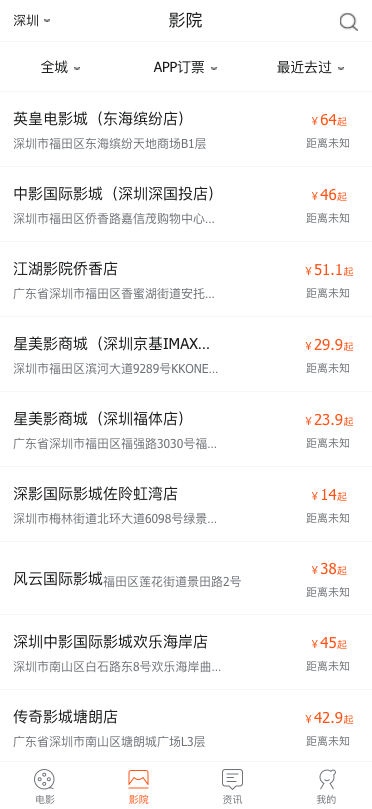 深圳
影院
全城
APP订票
最近去过
英皇电影城（东海缤纷店）
¥64起
深圳市福田区东海缤纷天地商场B1层
距离未知
中影国际影城（深圳深国投店）
¥46起
深圳市福田区侨香路嘉信茂购物中心...
距离未知
江湖影院侨香店
¥51.1起
广东省深圳市福田区香蜜湖街道安托...
距离未知
星美影商城（深圳京基IMAX...
¥29.9起
深圳市福田区滨河大道9289号KKONE...
距离未知
星美影商城（深圳福体店）
¥23.9起
广东省深圳市福田区福强路3030号福...
距离未知
深影国际影城佐阾虹湾店
¥14起
深圳市梅林街道北环大道6098号绿景...
距离未知
风云国际影城福田区莲花街道景田路2号
¥38起
距离未知
深圳中影国际影城欢乐海岸店
¥45起
深圳市南山区白石路东8号欢乐海岸曲...
距离未知
传奇影城塘朗店
¥42.9起
广东省深圳市南山区塘朗城广场L3层
距离未知
电影
影院
资讯
我的